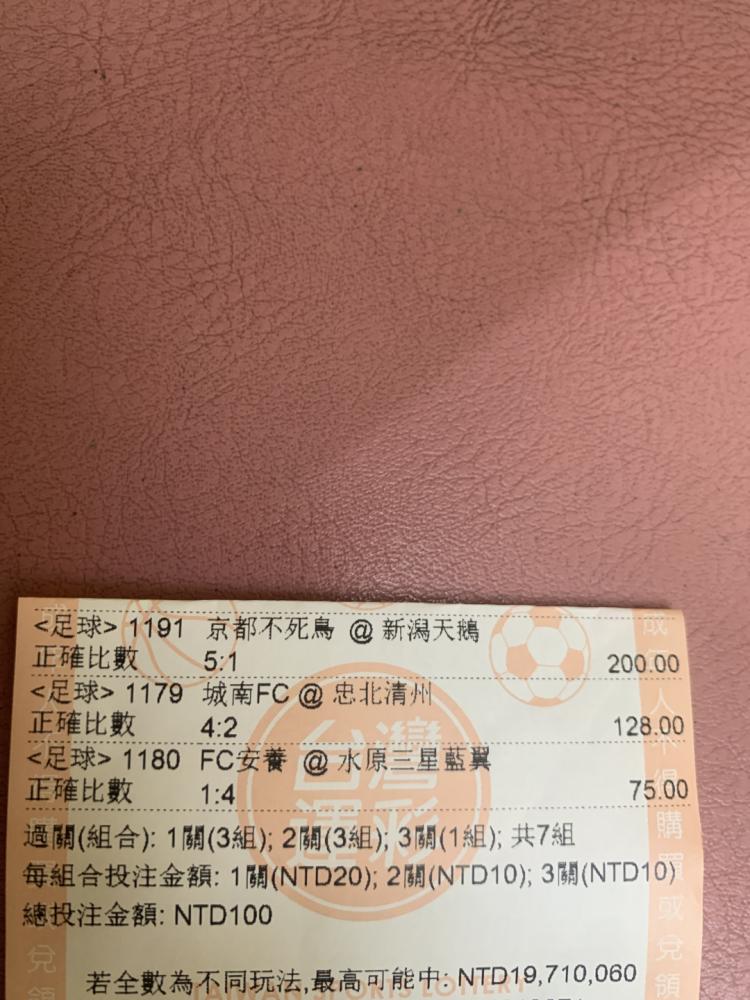 <足球> 1191 京都不死鳥 @ 新潟天鵝
正確比數 5:1 200.00
<足球> 1179 城南FC @ 忠北清州
正確比數 4:2 128.00
<足球> 1180 FC安養 @ 水原三星藍翼
正確比數 1:4 75.00
過關(組合): 1關(3組); 2關(3組); 3關(1組); 共7組
每組合投注金額: 1關(NTD20); 2關(NTD10); 3關(NTD10)
總投注金額: NTD100
若全數為不同玩法,最高可能中: NTD19,710,060
台灣
運彩